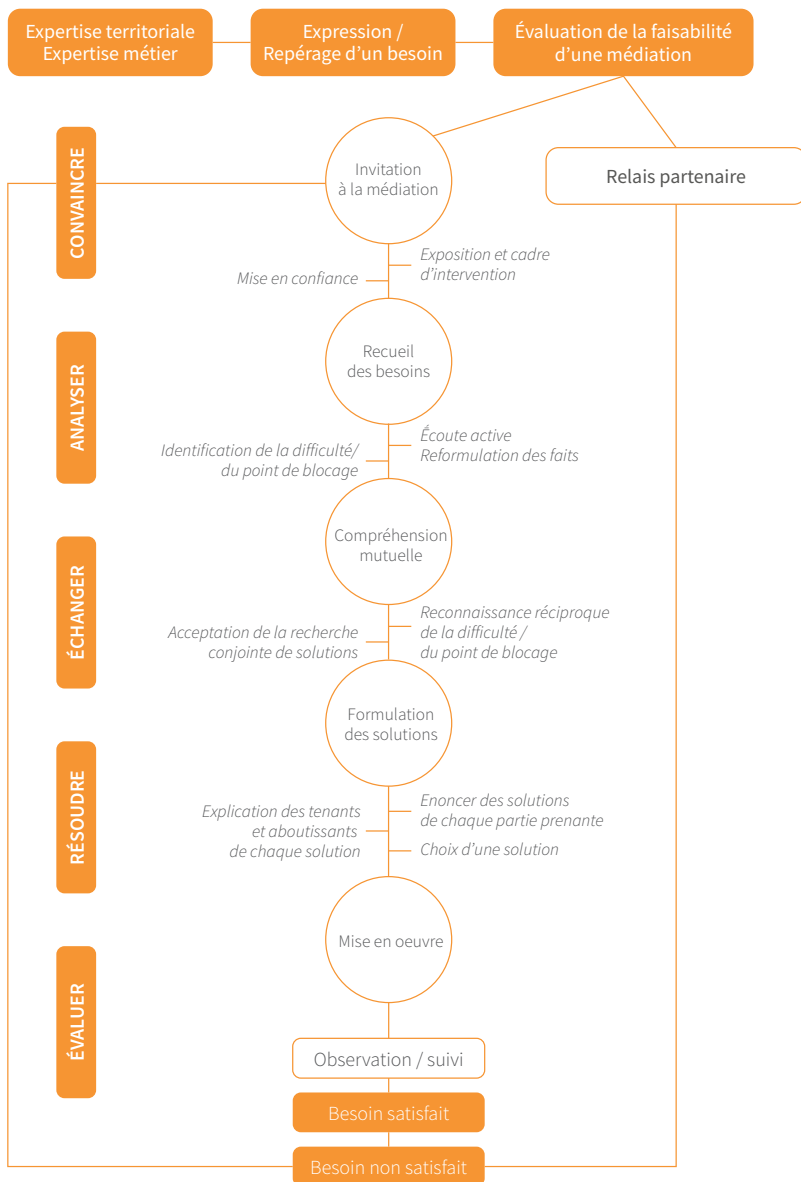 Expertise territoriale
Expertise métier
Expression /
Repérage d'un besoin
Évaluation de la faisabilité
d'une médiation
CONVAINCRE
Invitation
à la médiation
Relais partenaire
Exposition et cadre
d'intervention
Mise en confiance
ANALYSER
Recueil
des besoins
Écoute active
Reformulation des faits
Identification de la difficulté/
du point de blocage
ÉCHANGER
Compréhension
mutuelle
Reconnaissance réciproque
de la difficulté /
du point de blocage
Acceptation de la recherche
conjointe de solutions
Formulation
des solutions
RÉSOUDRE
Enoncer des solutions
de chaque partie prenante
Explication des tenants
et aboutissants
de chaque solution
Choix d'une solution
Mise en oeuvre
ÉVALUER
Observation / suivi
Besoin satisfait
Besoin non satisfait